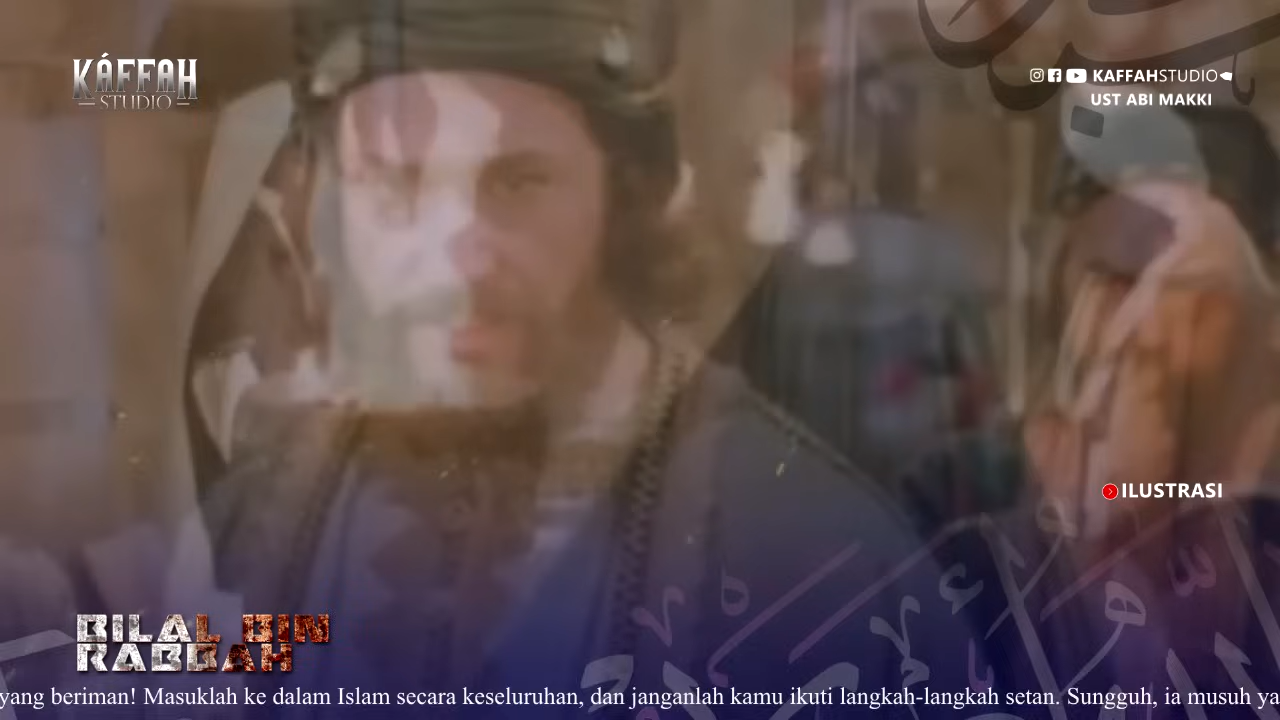 KÁFFAH
STUDIO
KAFFAHSTUDIO
UST ABI MAKKI
ILUSTRASI
BILAL BIN
RABBAH
yang beriman! Masuklah ke dalam Islam secara keseluruhan, dan janganlah kamu ikuti langkah-langkah setan. Sungguh, ia musuh